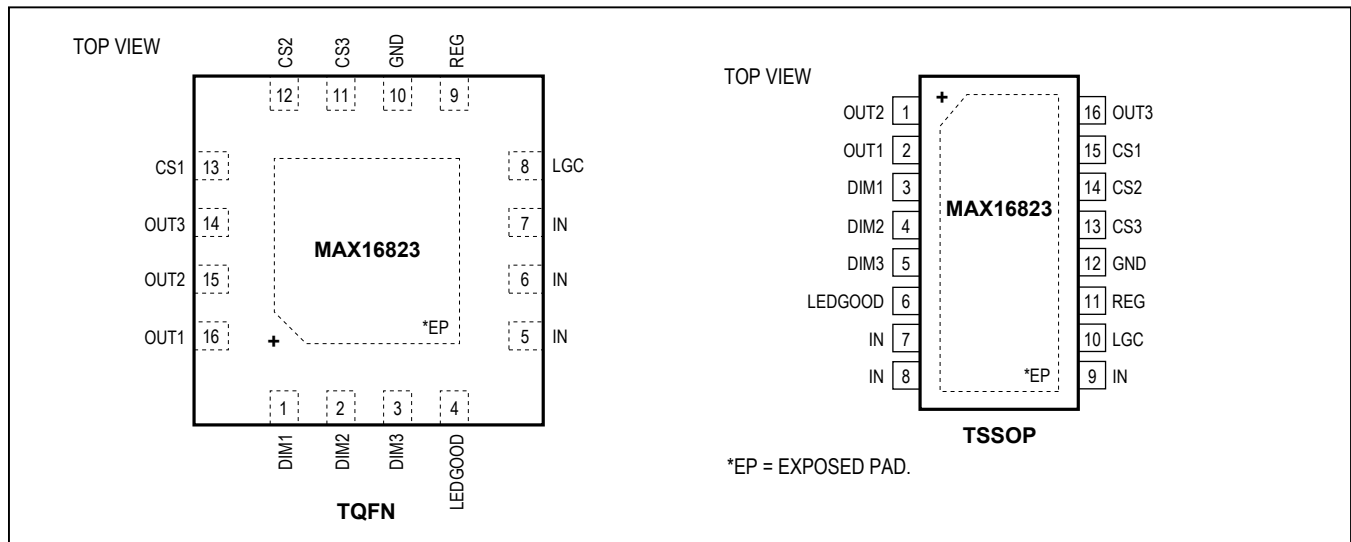 TOP VIEW
CS2 CS3 GND REG
12 11 10 9
CS1 13
OUT3 14
OUT2 15
OUT1 16
8 LGC
7 IN
6 IN
5 IN
MAX16823
*EP
+
1 2 3 4
DIM1 DIM2 DIM3 LEDGOOD
TQFN
TOP VIEW
+
OUT2 1
OUT1 2
DIM1 3
DIM2 4
DIM3 5
LEDGOOD 6
IN 7
IN 8
MAX16823
*EP
16 OUT3
15 CS1
14 CS2
13 CS3
12 GND
11 REG
10 LGC
9 IN
TSSOP
*EP = EXPOSED PAD.